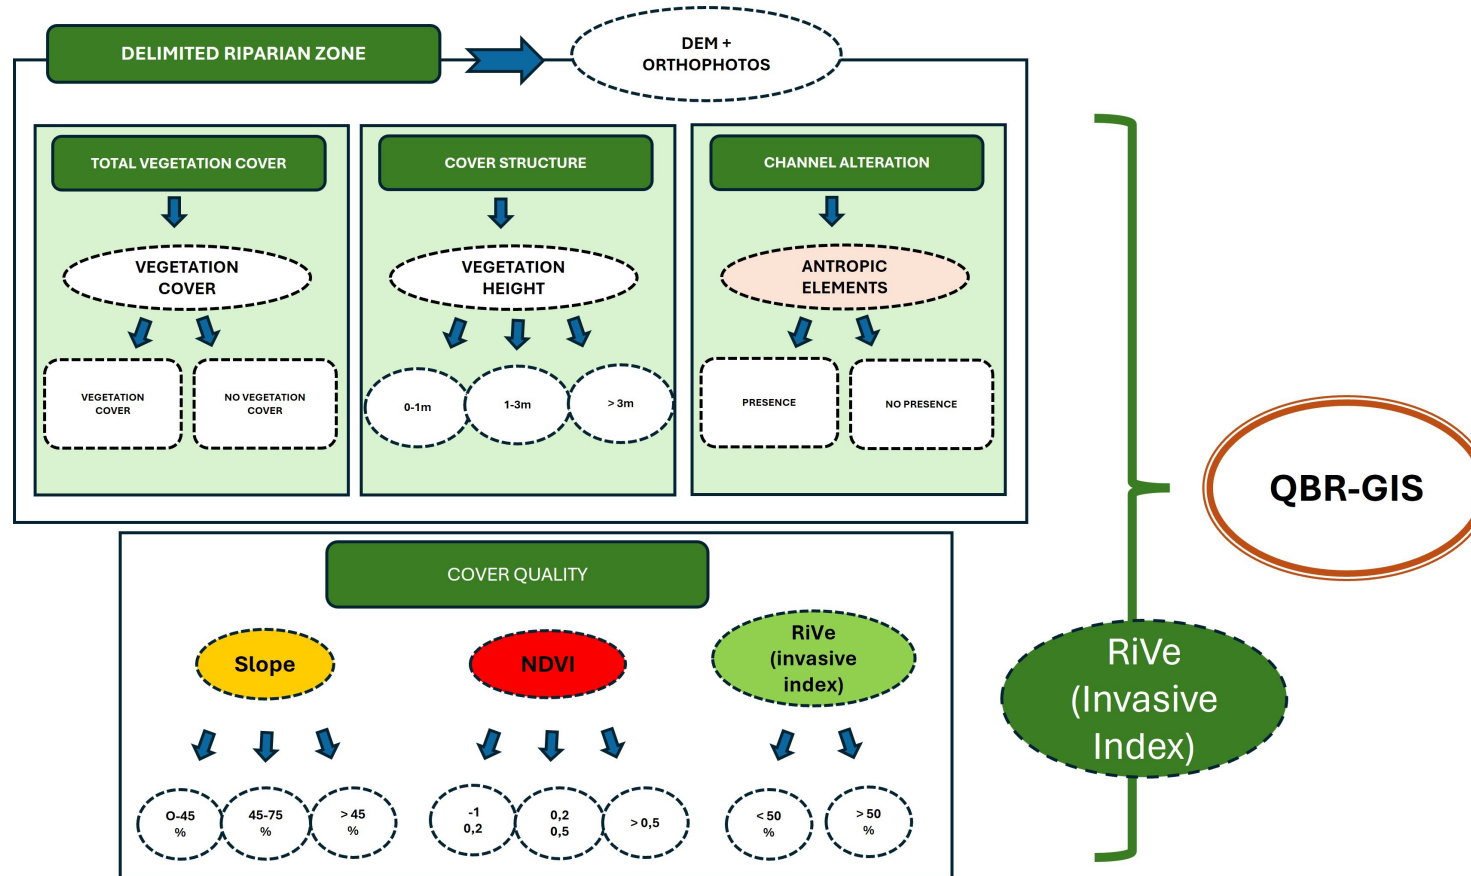 DELIMITED RIPARIAN ZONE
DEM +
ORTHOPHOTOS
TOTAL VEGETATION COVER
VEGETATION
COVER
VEGETATION
COVER
NO VEGETATION
COVER
COVER STRUCTURE
VEGETATION
HEIGHT
0-1m
1-3m
> 3m
CHANNEL ALTERATION
ANTROPIC
ELEMENTS
PRESENCE
NO PRESENCE
COVER QUALITY
Slope
O-45
%
45-75
%
> 45
%
NDVI
-1
0,2
0,2
0,5
> 0,5
RiVe
(invasive
index)
< 50
%
> 50
%
RiVe
(Invasive
Index)
QBR-GIS